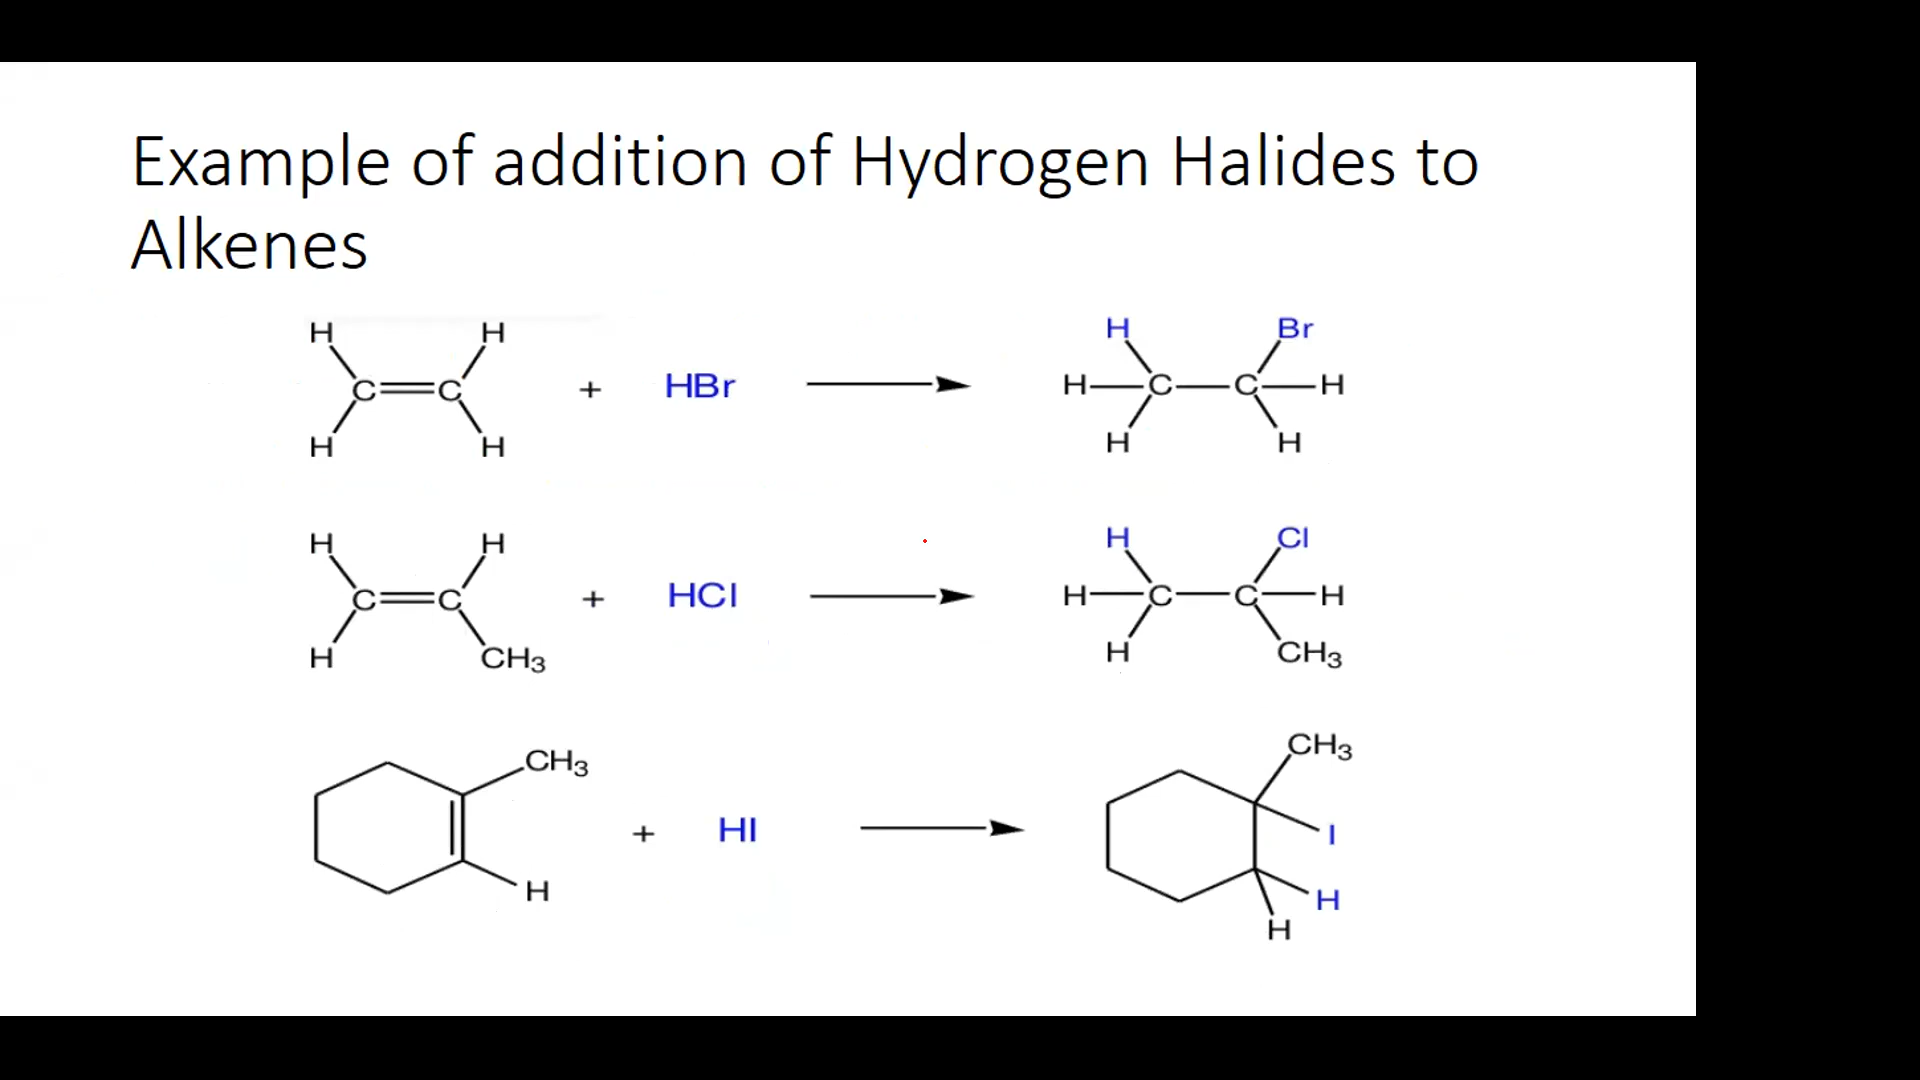 Example of addition of Hydrogen Halides to
Alkenes
H H H Br
C C + HBr H C C H
H H H H
H H H Cl
C C + HCl H C C H
H CH3 H CH3
CH3 CH3
+ HI I
H H
H